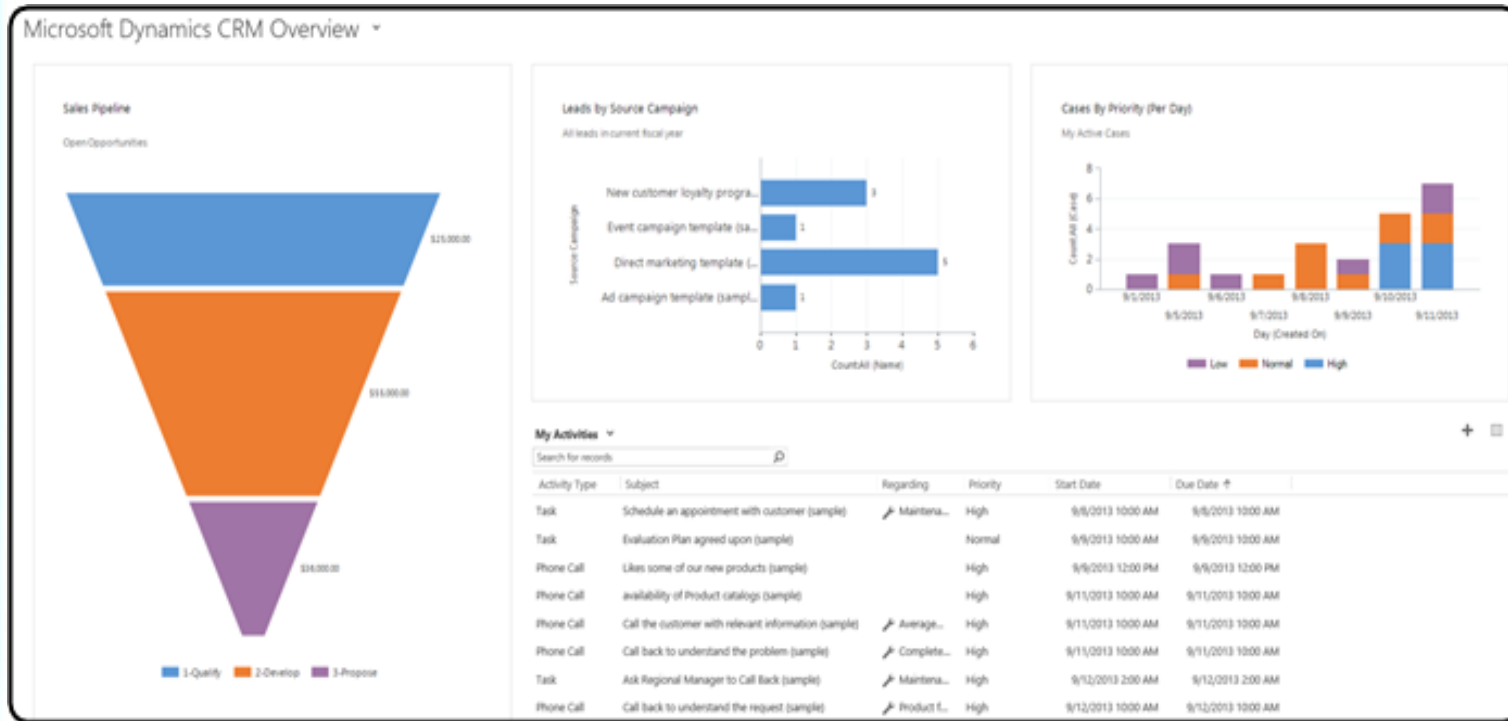 Microsoft Dynamics CRM Overview
Sales Pipeline
Open Opportunities
$25,000.00
$55,000.00
1-Qualify 2-Develop 3-Propose
Leads by Source Campaign
All leads in current fiscal year
Source Campaign
New customer loyalty progra... 3
Event campaign template (sa... 1
Direct marketing template (... 5
Ad campaign template (sampl... 1
0 1 2 3 4 5 6
CountAll (Name)
Cases By Priority (Per Day)
My Active Cases
CountAll (Case)
8
6
4
2
0
9/1/2013 9/6/2013 9/8/2013 9/10/2013
9/5/2013 9/7/2013 9/9/2013 9/11/2013
Day (Created On)
Low Normal High
My Activities
Search for records
Activity Type Subject Regarding Priority Start Date Due Date ↑
Task Schedule an appointment with customer (sample) Maintena... High 9/8/2013 10:00 AM 9/8/2013 10:00 AM
Task Evaluation Plan agreed upon (sample) Normal 9/9/2013 10:00 AM 9/9/2013 10:00 AM
Phone Call Likes some of our new products (sample) High 9/9/2013 12:00 PM 9/9/2013 12:00 PM
Phone Call availability of Product catalogs (sample) High 9/11/2013 10:00 AM 9/11/2013 10:00 AM
Phone Call Call the customer with relevant information (sample) Average... High 9/11/2013 10:00 AM 9/11/2013 10:00 AM
Phone Call Call back to understand the problem (sample) Complete... High 9/11/2013 10:00 AM 9/11/2013 10:00 AM
Task Ask Regional Manager to Call Back (sample) Maintena... High 9/12/2013 2:00 AM 9/12/2013 2:00 AM
Phone Call Call back to understand the request (sample) Product f... High 9/12/2013 10:00 AM 9/12/2013 10:00 AM